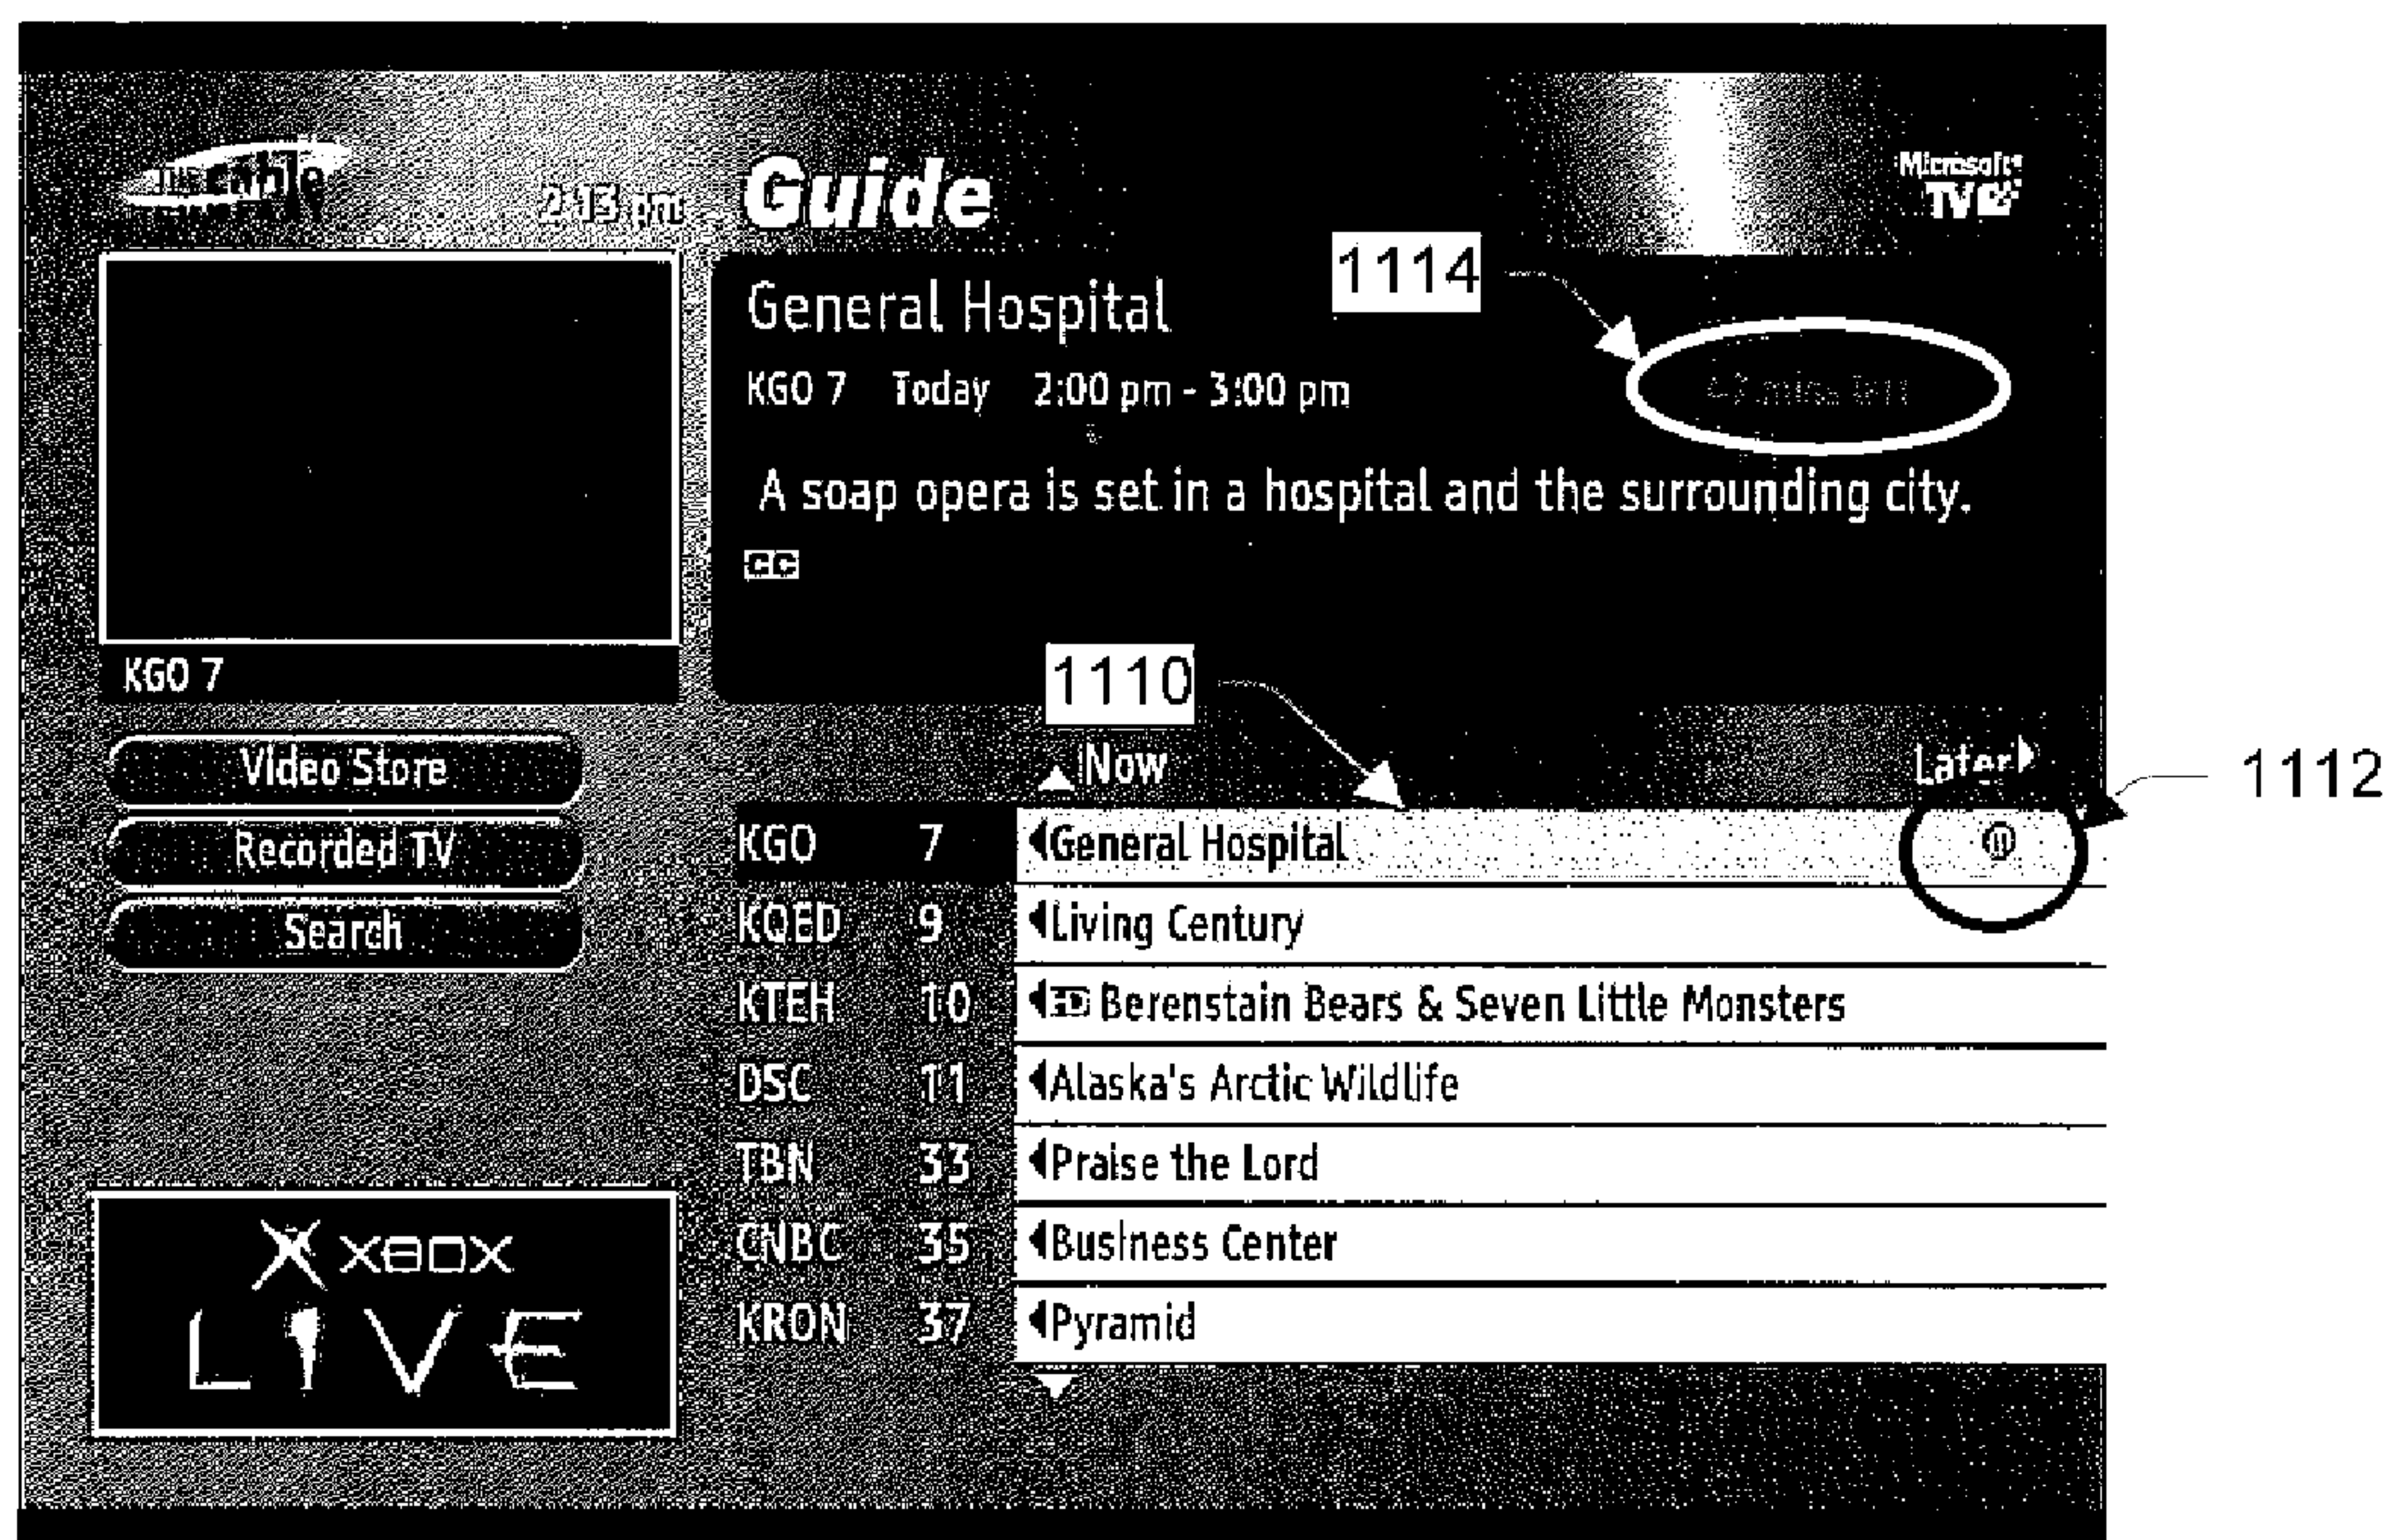 Guide
Microsoft
TV
1114
General Hospital
KGO 7 Today 2:00 pm - 3:00 pm
mins left
A soap opera is set in a hospital and the surrounding city.
CC
KGO 7
1110
Video Store
Recorded TV
Search
Now
Later
1112
KGO 7 General Hospital
KQED 9 Living Century
KTEH 10 Berenstain Bears & Seven Little Monsters
DSC 11 Alaska's Arctic Wildlife
TBN 33 Praise the Lord
CNBC 35 Business Center
KRON 37 Pyramid
XBOX
LIVE